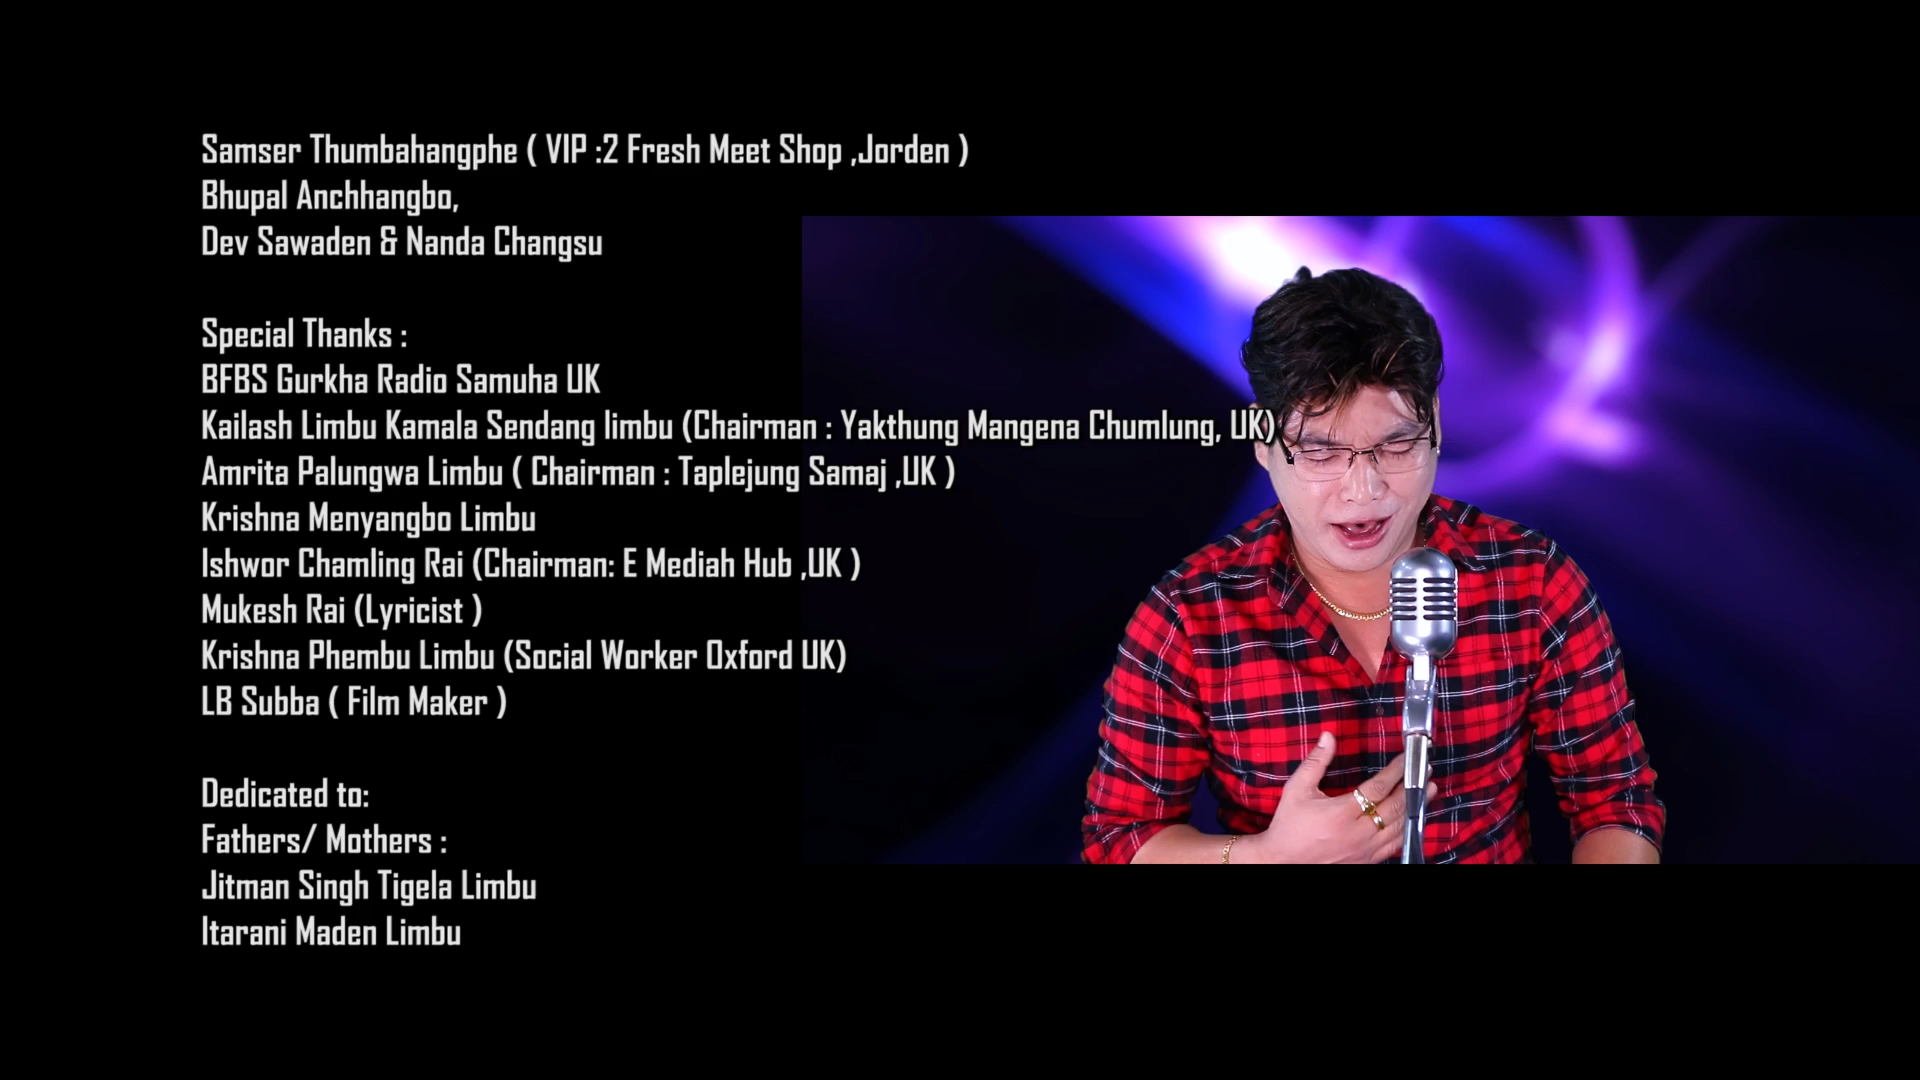 Samser Thumbahangphe ( VIP :2 Fresh Meet Shop ,Jorden )
Bhupal Anchhangbo,
Dev Sawaden & Nanda Changsu
Special Thanks :
BFBS Gurkha Radio Samuha UK
Kailash Limbu Kamala Sendang limbu (Chairman : Yakthung Mangena Chumlung, UK)
Amrita Palungwa Limbu ( Chairman : Taplejung Samaj ,UK )
Krishna Menyangbo Limbu
Ishwor Chamling Rai (Chairman: E Mediah Hub ,UK )
Mukesh Rai (Lyricist )
Krishna Phembu Limbu (Social Worker Oxford UK)
LB Subba ( Film Maker )
Dedicated to:
Fathers/ Mothers :
Jitman Singh Tigela Limbu
Itarani Maden Limbu